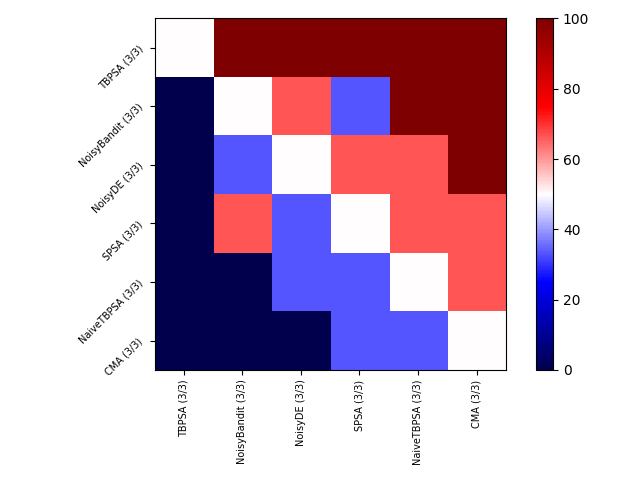 TBPSA (3/3)
NoisyBandit (3/3)
NoisyDE (3/3)
SPSA (3/3)
NaiveTBPSA (3/3)
CMA (3/3)
TBPSA (3/3)
NoisyBandit (3/3)
NoisyDE (3/3)
SPSA (3/3)
NaiveTBPSA (3/3)
CMA (3/3)
100
80
60
40
20
0